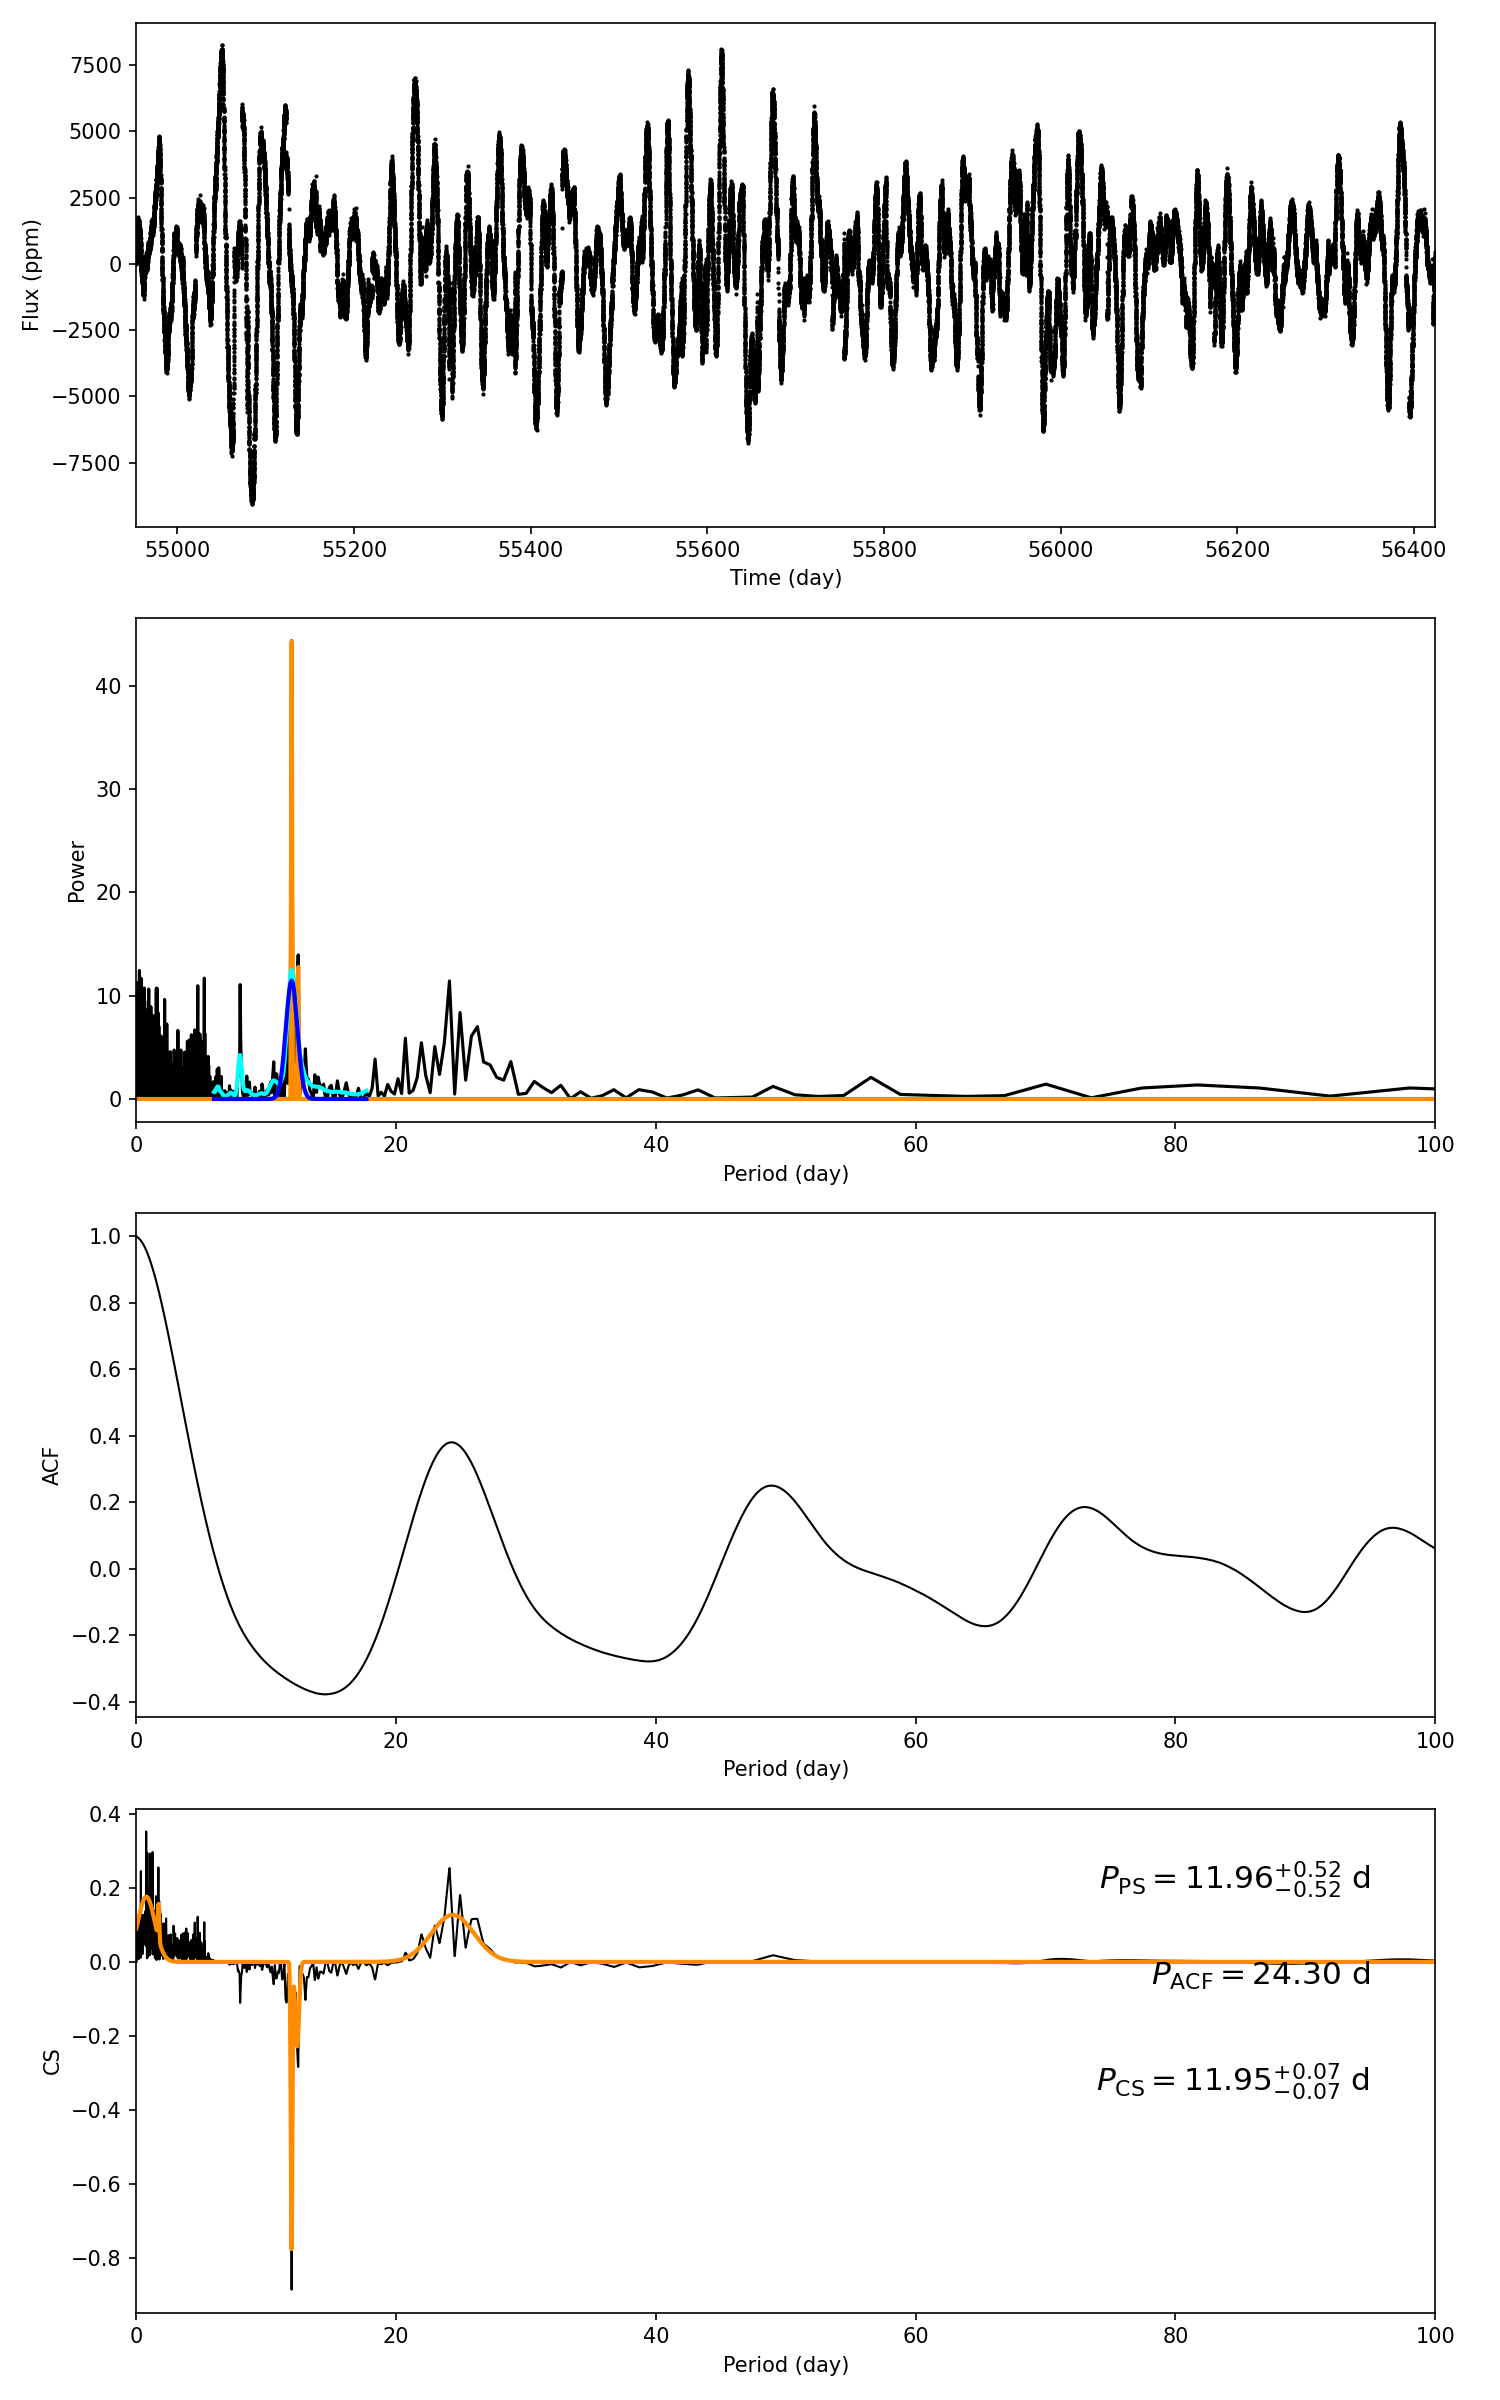 7500
5000
2500
0
−2500
−5000
−7500
Flux (ppm)
55000 55200 55400 55600 55800 56000 56200 56400
Time (day)
40
30
20
10
0
Power
0 20 40 60 80 100
Period (day)
1.0
0.8
0.6
0.4
0.2
0.0
−0.2
−0.4
ACF
0 20 40 60 80 100
Period (day)
0.4
0.2
0.0
−0.2
−0.4
−0.6
−0.8
CS
P_PS = 11.96^{+0.52}_{−0.52} d
P_ACF = 24.30 d
P_CS = 11.95^{+0.07}_{−0.07} d
0 20 40 60 80 100
Period (day)